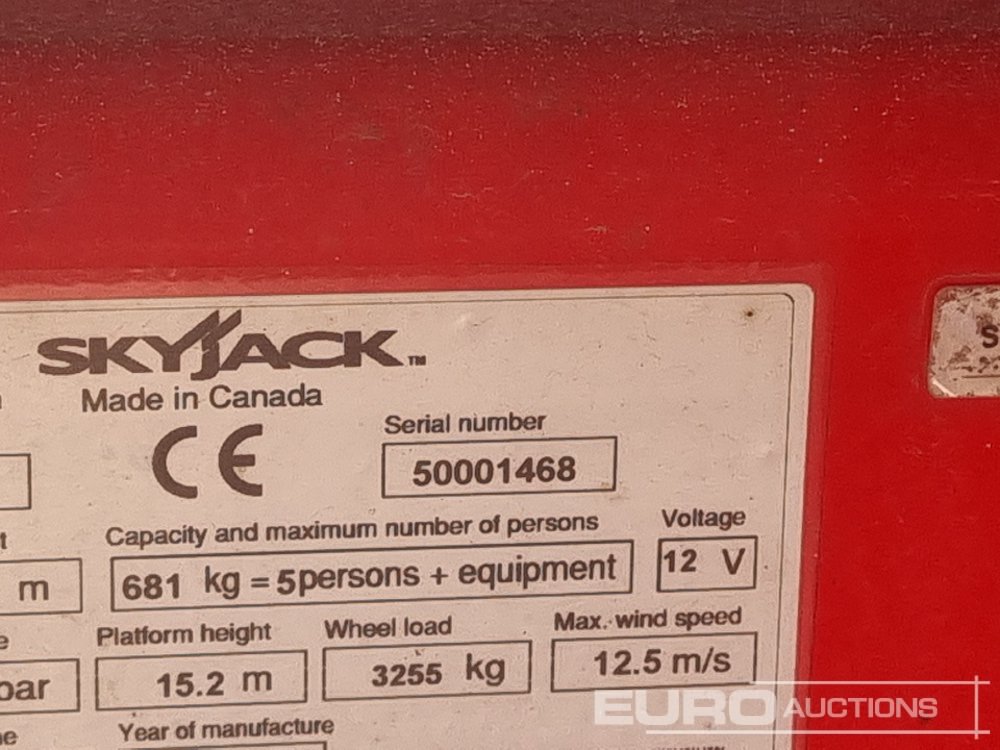 SKYJACK™
Made in Canada
CE
Serial number
50001468
Capacity and maximum number of persons
Voltage
681 kg = 5persons + equipment
12 V
m
Platform height
Wheel load
Max. wind speed
bar
15.2 m
3255 kg
12.5 m/s
Year of manufacture
EURO AUCTIONS